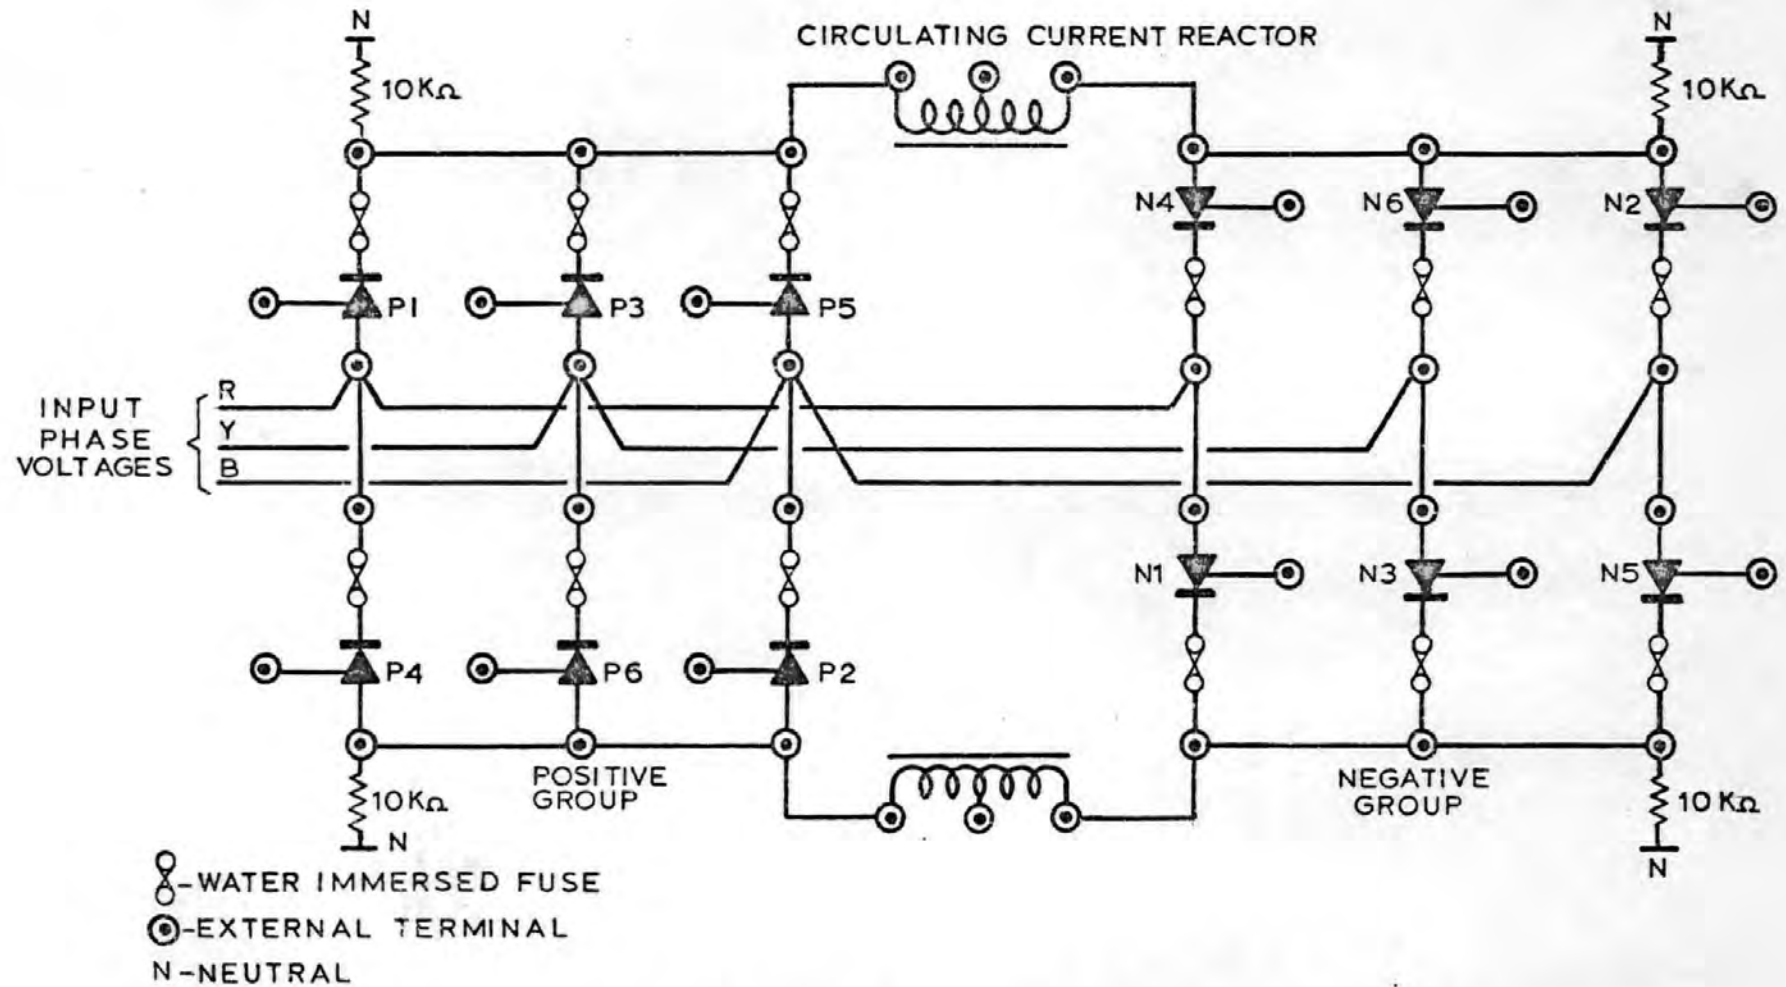 N
CIRCULATING CURRENT REACTOR
N
10KΩ
10KΩ
N4
N6
N2
P1
P3
P5
INPUT
PHASE
VOLTAGES
R
Y
B
N1
N3
N5
P4
P6
P2
POSITIVE
GROUP
NEGATIVE
GROUP
10KΩ
10KΩ
N
N
-WATER IMMERSED FUSE
-EXTERNAL TERMINAL
N-NEUTRAL